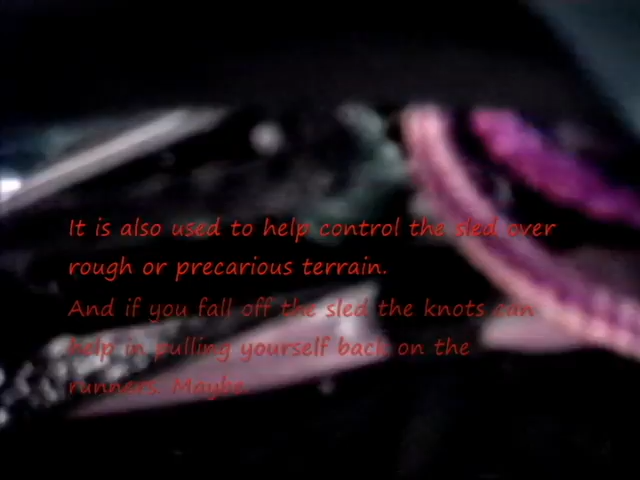 It is also used to help control the sled over
rough or precarious terrain.
And if you fall off the sled the knots can
help in pulling yourself back on the
runners. Maybe